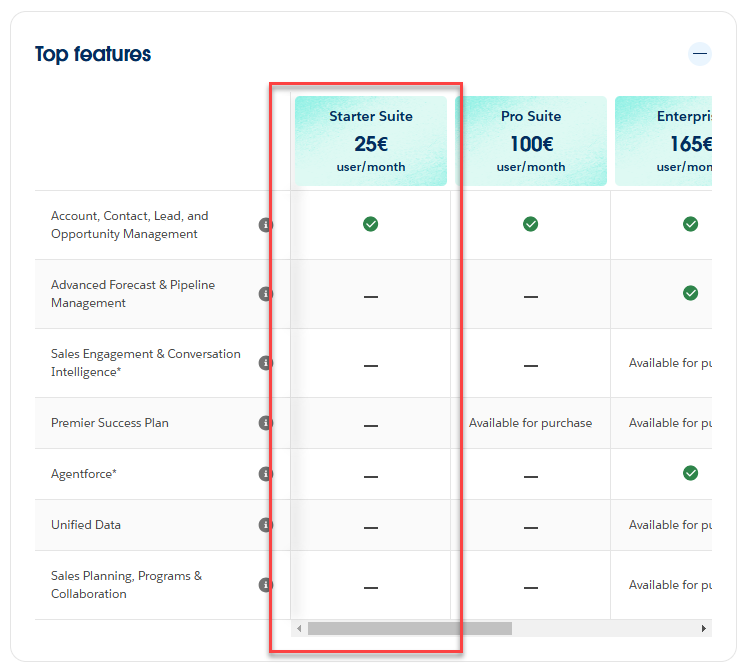 Top features
Starter Suite
25€
user/month
Pro Suite
100€
user/month
Enterpri
165€
user/mon
Account, Contact, Lead, and
Opportunity Management
Advanced Forecast & Pipeline
Management
Sales Engagement & Conversation
Intelligence*
Available for pu
Premier Success Plan
Available for purchase
Available for pu
Agentforce*
Unified Data
Available for pu
Sales Planning, Programs &
Collaboration
Available for pu